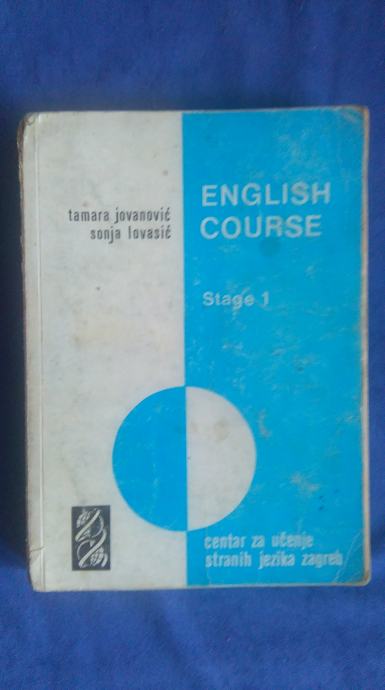 tamara jovanović
sonja lovasić
ENGLISH
COURSE
Stage 1
centar za učenje
stranih jezika zagreb